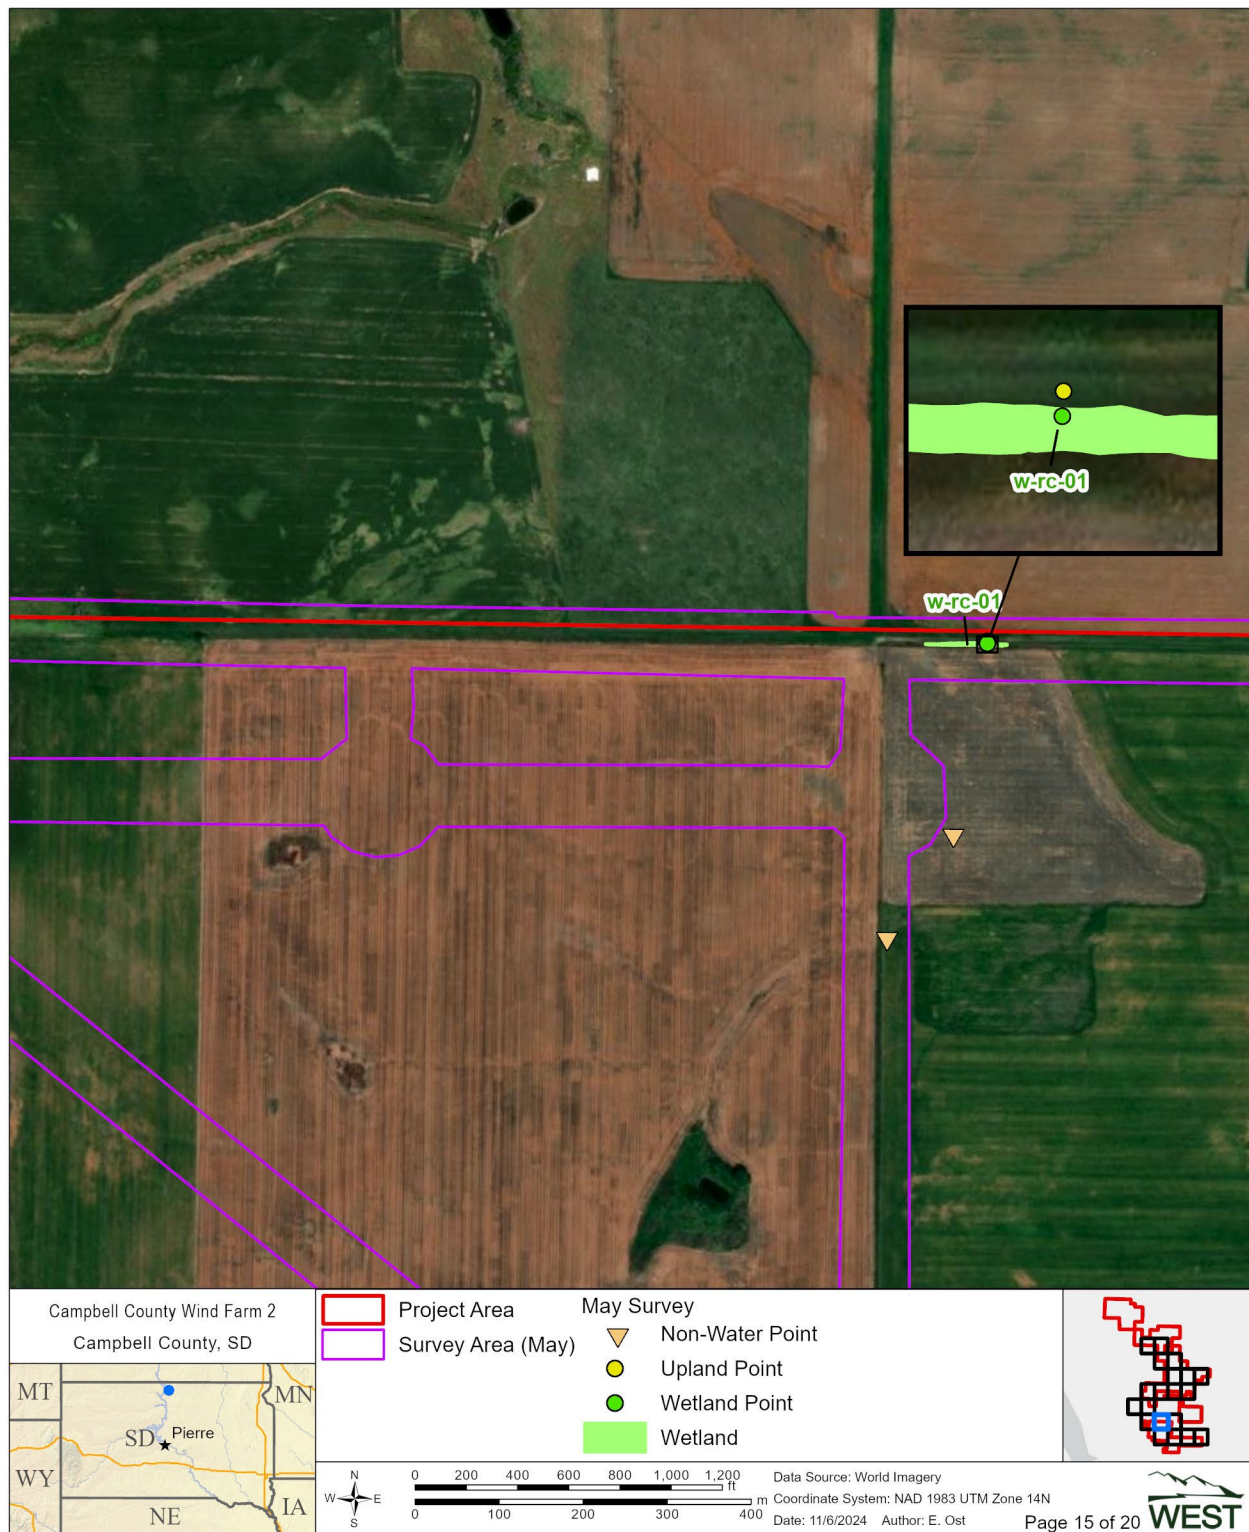 w-rc-01
w-rc-01
Campbell County Wind Farm 2
Campbell County, SD
MT
MN
SD
Pierre
WY
NE
IA
Project Area
Survey Area (May)
May Survey
Non-Water Point
Upland Point
Wetland Point
Wetland
N
W E
S
0 200 400 600 800 1,000 1,200
ft
m
0 100 200 300 400
Data Source: World Imagery
Coordinate System: NAD 1983 UTM Zone 14N
Date: 11/6/2024 Author: E. Ost
Page 15 of 20
WEST